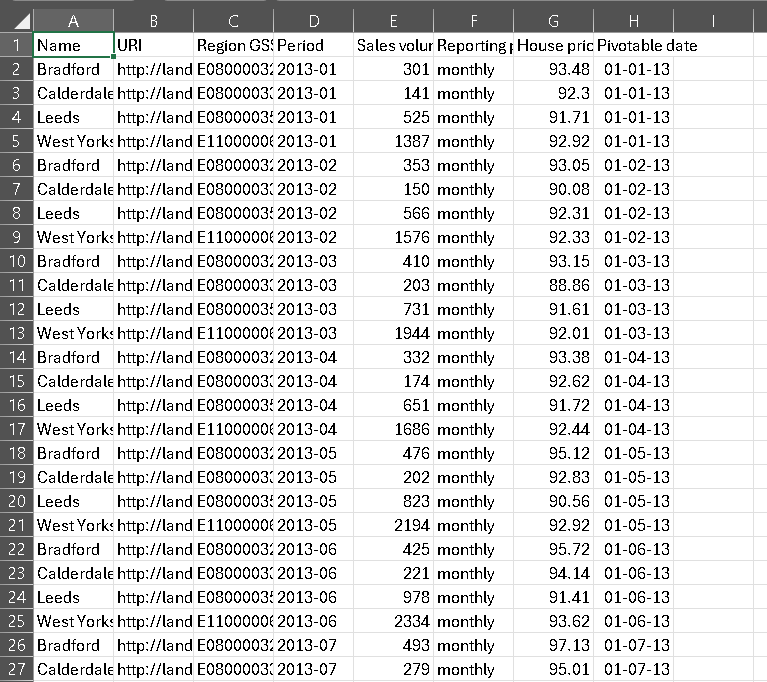 A B C D E F G H I
1 Name URI Region GSS Period Sales volur Reporting p House pric Pivotable date
2 Bradford http://land E08000032 2013-01 301 monthly 93.48 01-01-13
3 Calderdale http://land E08000033 2013-01 141 monthly 92.3 01-01-13
4 Leeds http://land E08000035 2013-01 525 monthly 91.71 01-01-13
5 West Yorks http://land E11000006 2013-01 1387 monthly 92.92 01-01-13
6 Bradford http://land E08000032 2013-02 353 monthly 93.05 01-02-13
7 Calderdale http://land E08000033 2013-02 150 monthly 90.08 01-02-13
8 Leeds http://land E08000035 2013-02 566 monthly 92.31 01-02-13
9 West Yorks http://land E11000006 2013-02 1576 monthly 92.33 01-02-13
10 Bradford http://land E08000032 2013-03 410 monthly 93.15 01-03-13
11 Calderdale http://land E08000033 2013-03 203 monthly 88.86 01-03-13
12 Leeds http://land E08000035 2013-03 731 monthly 91.61 01-03-13
13 West Yorks http://land E11000006 2013-03 1944 monthly 92.01 01-03-13
14 Bradford http://land E08000032 2013-04 332 monthly 93.38 01-04-13
15 Calderdale http://land E08000033 2013-04 174 monthly 92.62 01-04-13
16 Leeds http://land E08000035 2013-04 651 monthly 91.72 01-04-13
17 West Yorks http://land E11000006 2013-04 1686 monthly 92.44 01-04-13
18 Bradford http://land E08000032 2013-05 476 monthly 95.12 01-05-13
19 Calderdale http://land E08000033 2013-05 202 monthly 92.83 01-05-13
20 Leeds http://land E08000035 2013-05 823 monthly 90.56 01-05-13
21 West Yorks http://land E11000006 2013-05 2194 monthly 92.92 01-05-13
22 Bradford http://land E08000032 2013-06 425 monthly 95.72 01-06-13
23 Calderdale http://land E08000033 2013-06 221 monthly 94.14 01-06-13
24 Leeds http://land E08000035 2013-06 978 monthly 91.41 01-06-13
25 West Yorks http://land E11000006 2013-06 2334 monthly 93.62 01-06-13
26 Bradford http://land E08000032 2013-07 493 monthly 97.13 01-07-13
27 Calderdale http://land E08000033 2013-07 279 monthly 95.01 01-07-13